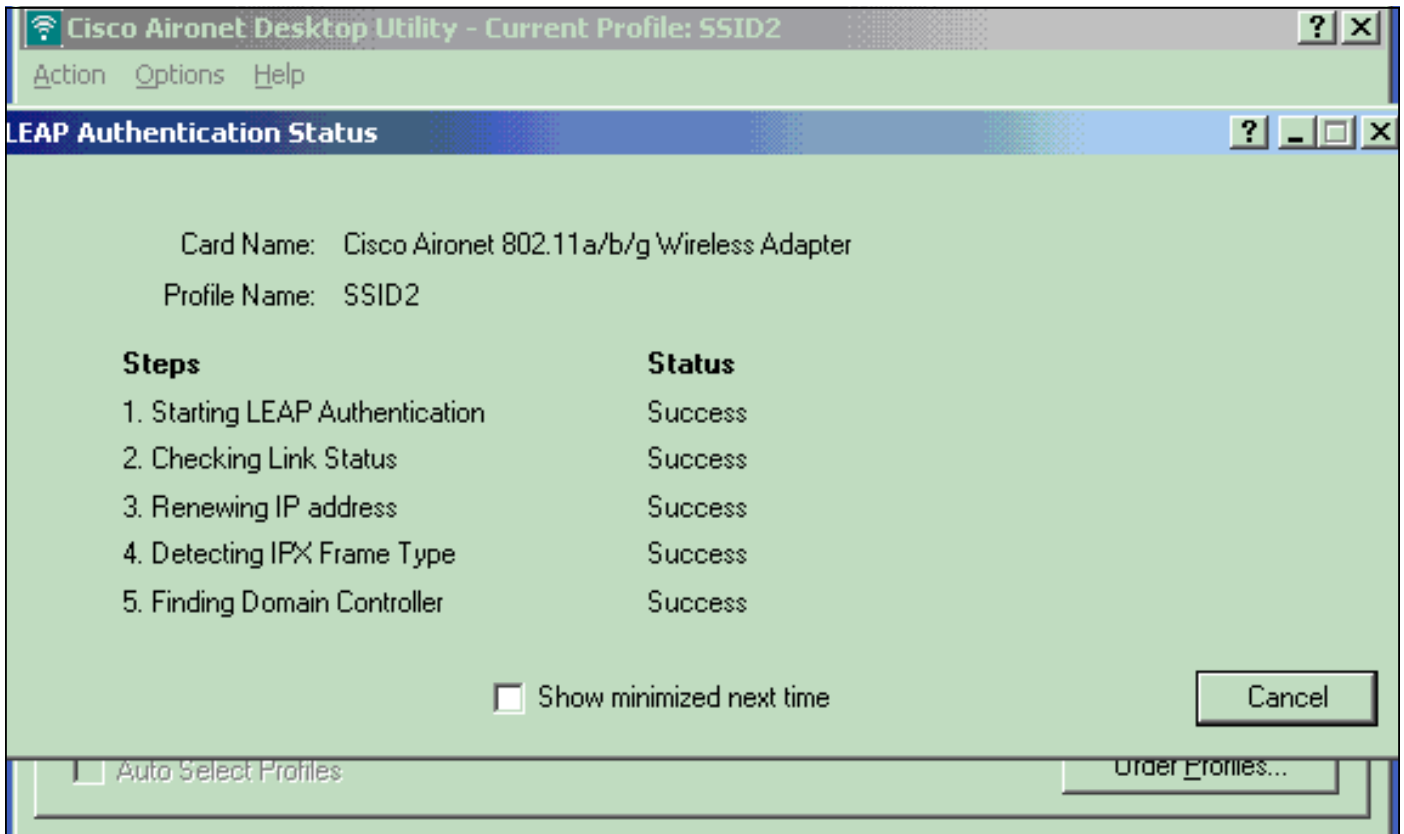 Cisco Aironet Desktop Utility - Current Profile: SSID2
Action Options Help
LEAP Authentication Status
Card Name: Cisco Aironet 802.11a/b/g Wireless Adapter
Profile Name: SSID2
Steps Status
1. Starting LEAP Authentication Success
2. Checking Link Status Success
3. Renewing IP address Success
4. Detecting IPX Frame Type Success
5. Finding Domain Controller Success
Show minimized next time Cancel
Auto Select Profiles Order Profiles...